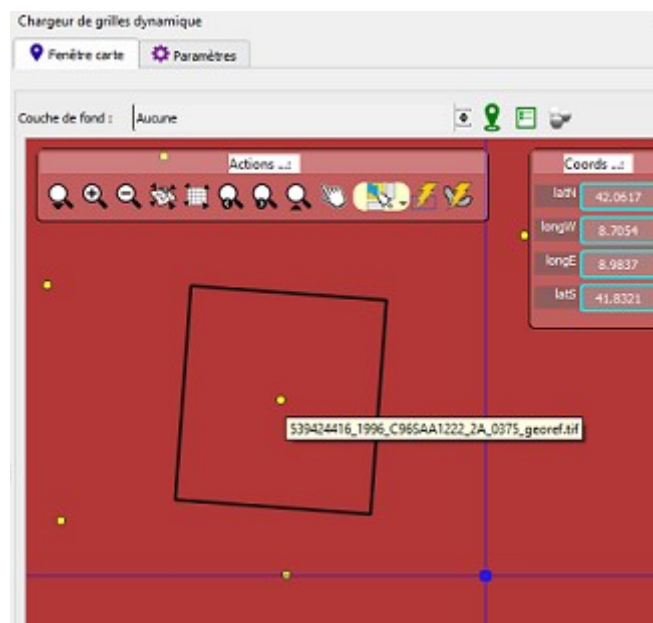 Chargeur de grilles dynamique
Fenêtre carte
Paramètres
Couche de fond :
Aucune
Actions ...:
Coords ...:
latN 42.0617
longW 8.7054
longE 8.9837
latS 41.8321
539424416_1996_C96SAA1222_2A_0375_georef.tif